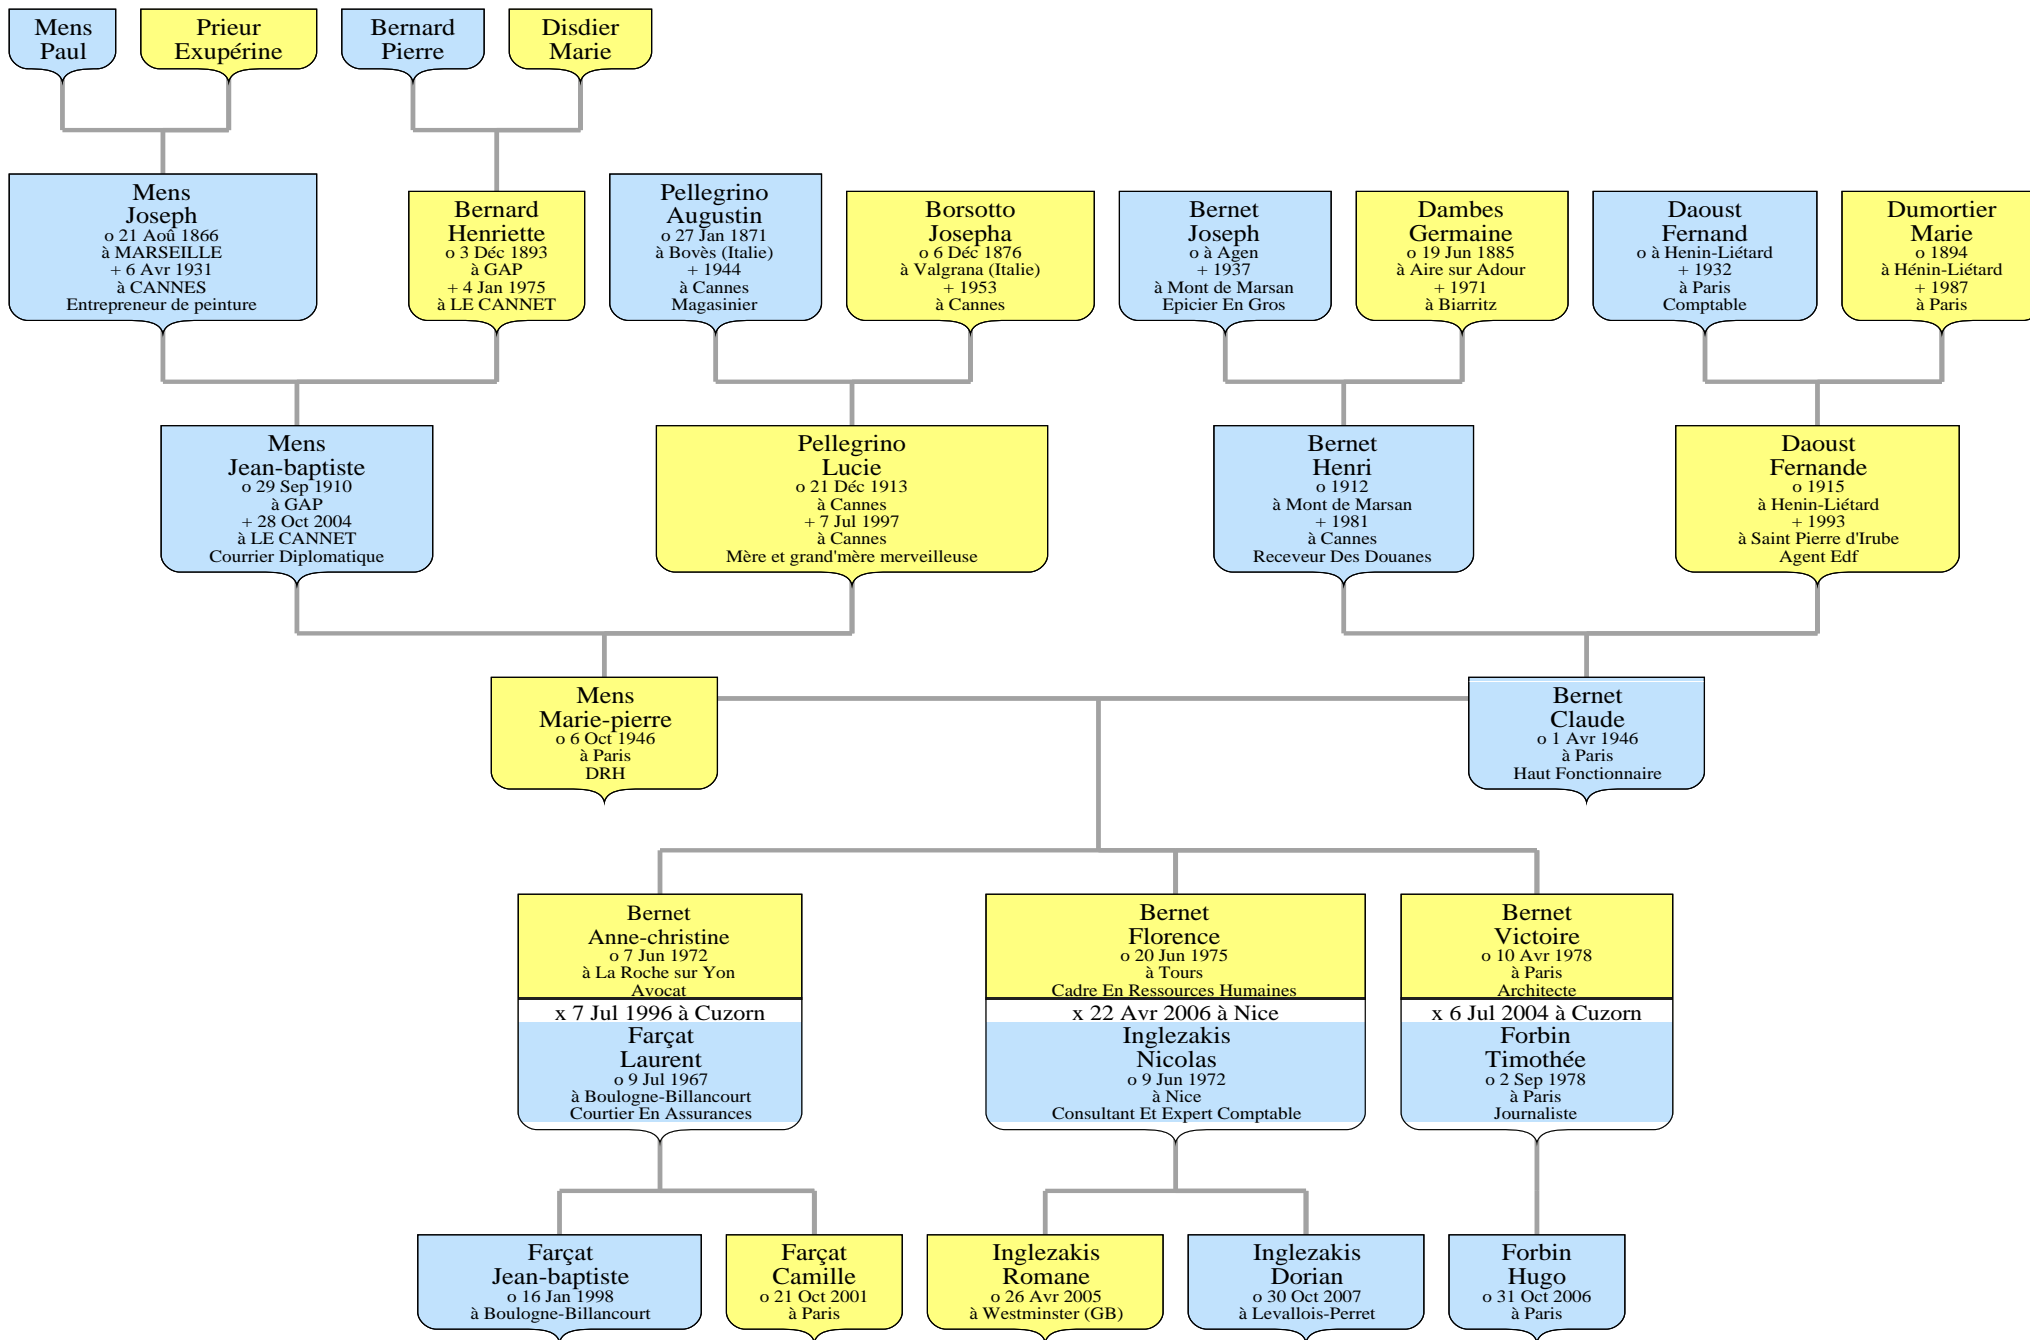 Mens
Paul
Prieur
Exupérine
Bernard
Pierre
Disdier
Marie
Mens
Joseph
o 21 Aoû 1866
à MARSEILLE
+ 6 Avr 1931
à CANNES
Entrepreneur de peinture
Bernard
Henriette
o 3 Déc 1893
à GAP
+ 4 Jan 1975
à LE CANNET
Pellegrino
Augustin
o 27 Jan 1871
à Bovès (Italie)
+ 1944
à Cannes
Magasinier
Borsotto
Josepha
o 6 Déc 1876
à Valgrana (Italie)
+ 1953
à Cannes
Bernet
Joseph
o à Agen
+ 1937
à Mont de Marsan
Epicier En Gros
Dambes
Germaine
o 19 Jun 1885
à Aire sur Adour
+ 1971
à Biarritz
Daoust
Fernand
o à Henin-Liétard
+ 1932
à Paris
Comptable
Dumortier
Marie
o 1894
à Hénin-Liétard
+ 1987
à Paris
Mens
Jean-baptiste
o 29 Sep 1910
à GAP
+ 28 Oct 2004
à LE CANNET
Courrier Diplomatique
Pellegrino
Lucie
o 21 Déc 1913
à Cannes
+ 7 Jul 1997
à Cannes
Mère et grand'mère merveilleuse
Bernet
Henri
o 1912
à Mont de Marsan
+ 1981
à Cannes
Receveur Des Douanes
Daoust
Fernande
o 1915
à Henin-Liétard
+ 1993
à Saint Pierre d'Irube
Agent Edf
Mens
Marie-pierre
o 6 Oct 1946
à Paris
DRH
Bernet
Claude
o 1 Avr 1946
à Paris
Haut Fonctionnaire
Bernet
Anne-christine
o 7 Jun 1972
à La Roche sur Yon
Avocat
x 7 Jul 1996 à Cuzorn
Farçat
Laurent
o 9 Jul 1967
à Boulogne-Billancourt
Courtier En Assurances
Bernet
Florence
o 20 Jun 1975
à Tours
Cadre En Ressources Humaines
x 22 Avr 2006 à Nice
Inglezakis
Nicolas
o 9 Jun 1972
à Nice
Consultant Et Expert Comptable
Bernet
Victoire
o 10 Avr 1978
à Paris
Architecte
x 6 Jul 2004 à Cuzorn
Forbin
Timothée
o 2 Sep 1978
à Paris
Journaliste
Farçat
Jean-baptiste
o 16 Jan 1998
à Boulogne-Billancourt
Farçat
Camille
o 21 Oct 2001
à Paris
Inglezakis
Romane
o 26 Avr 2005
à Westminster (GB)
Inglezakis
Dorian
o 30 Oct 2007
à Levallois-Perret
Forbin
Hugo
o 31 Oct 2006
à Paris